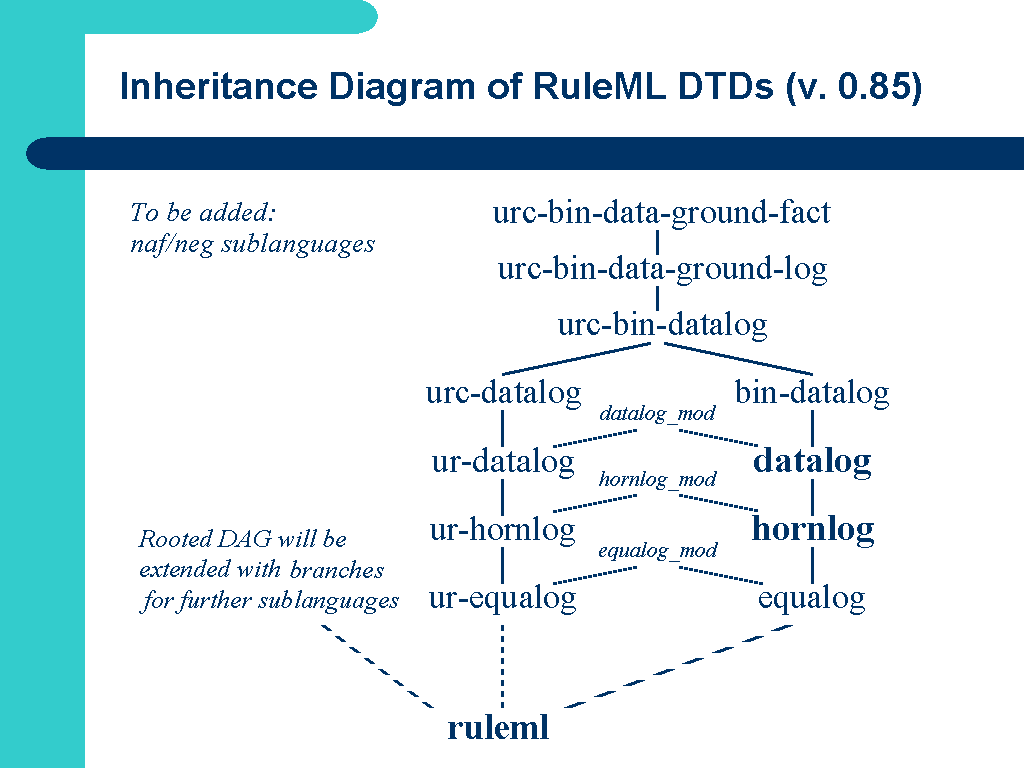 Inheritance Diagram of RuleML DTDs (v. 0.85)
To be added:
naf/neg sublanguages
urc-bin-data-ground-fact
urc-bin-data-ground-log
urc-bin-datalog
urc-datalog
bin-datalog
datalog_mod
ur-datalog
datalog
hornlog_mod
ur-hornlog
hornlog
equalog_mod
ur-equalog
equalog
Rooted DAG will be
extended with branches
for further sublanguages
ruleml